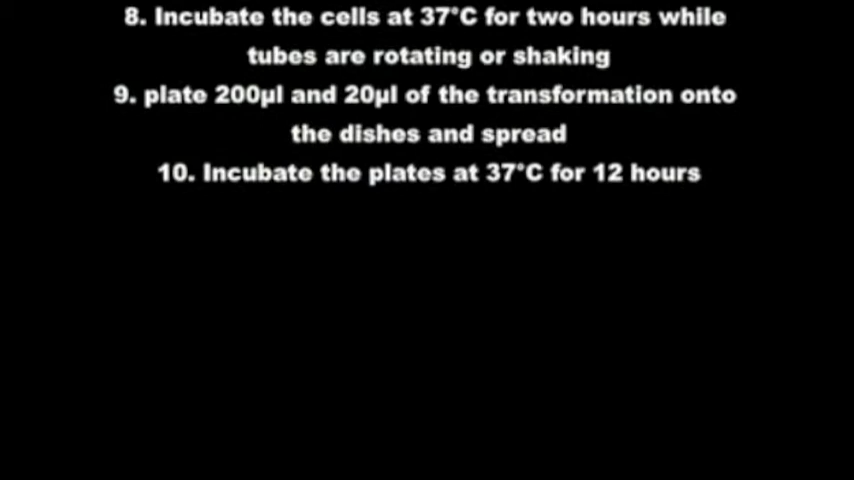 8. Incubate the cells at 37°C for two hours while
tubes are rotating or shaking
9. plate 200µl and 20µl of the transformation onto
the dishes and spread
10. Incubate the plates at 37°C for 12 hours